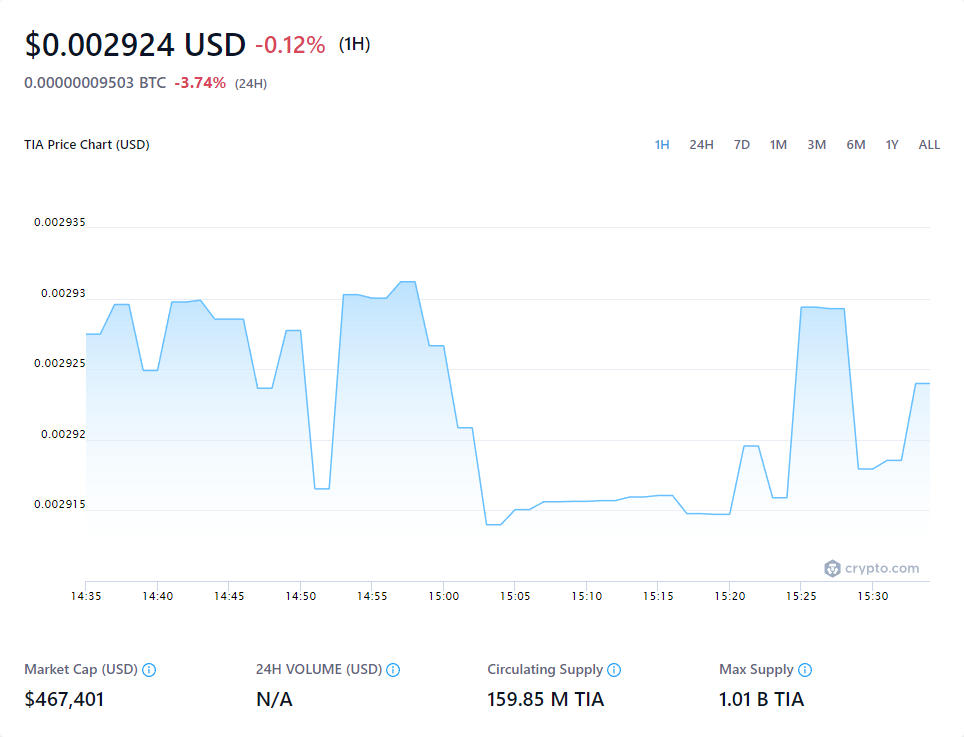 $0.002924 USD -0.12% (1H)
0.00000009503 BTC -3.74% (24H)
TIA Price Chart (USD)
1H 24H 7D 1M 3M 6M 1Y ALL
0.002935
0.00293
0.002925
0.00292
0.002915
crypto.com
14:35 14:40 14:45 14:50 14:55 15:00 15:05 15:10 15:15 15:20 15:25 15:30
Market Cap (USD) 24H VOLUME (USD) Circulating Supply Max Supply
$467,401 N/A 159.85 M TIA 1.01 B TIA